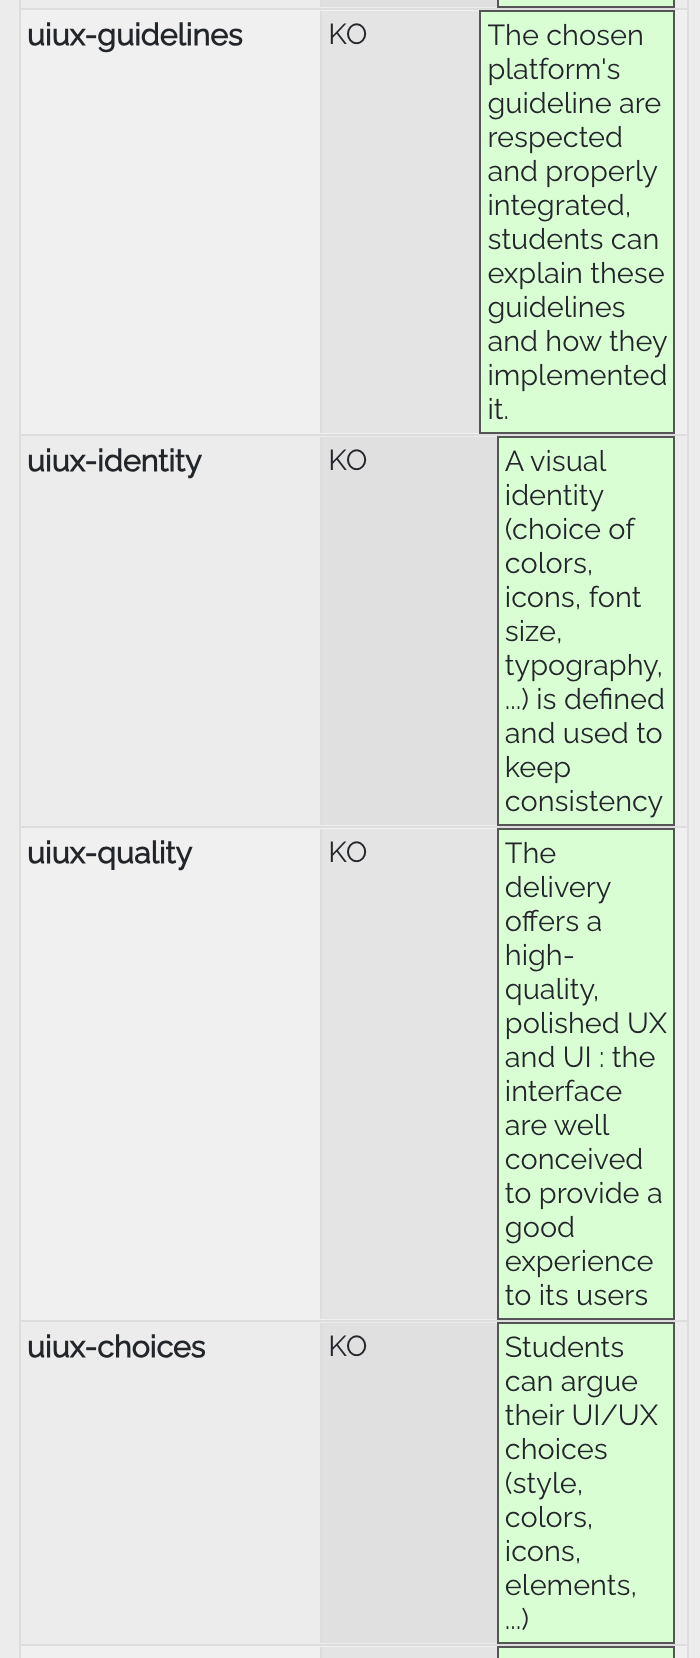 uiux-guidelines
KO
The chosen
platform's
guideline are
respected
and properly
integrated,
students can
explain these
guidelines
and how they
implemented
it.
uiux-identity
KO
A visual
identity
(choice of
colors,
icons, font
size,
typography,
...) is defined
and used to
keep
consistency
uiux-quality
KO
The
delivery
offers a
high-
quality,
polished UX
and UI : the
interface
are well
conceived
to provide a
good
experience
to its users
uiux-choices
KO
Students
can argue
their UI/UX
choices
(style,
colors,
icons,
elements,
...)